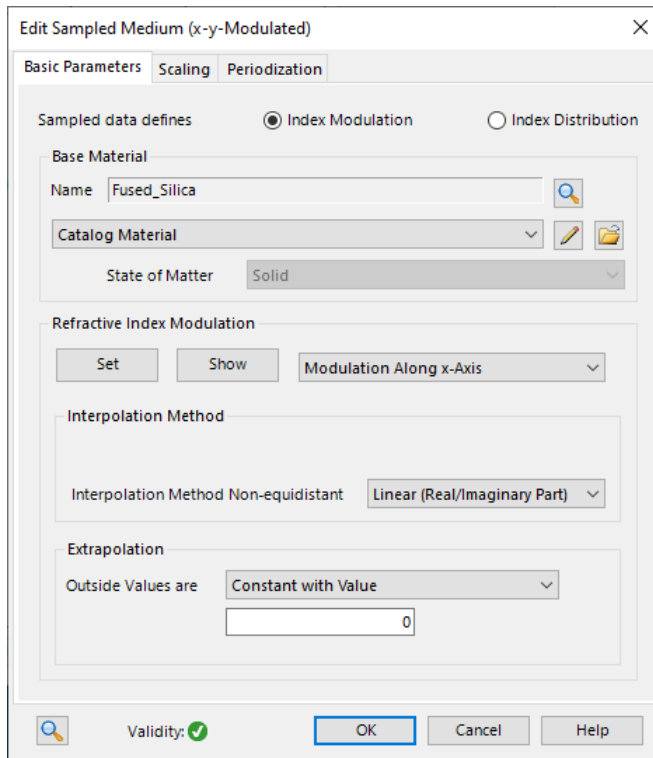 Edit Sampled Medium (x-y-Modulated)
Basic Parameters Scaling Periodization
Sampled data defines Index Modulation Index Distribution
Base Material
Name Fused_Silica
Catalog Material
State of Matter Solid
Refractive Index Modulation
Set Show Modulation Along x-Axis
Interpolation Method
Interpolation Method Non-equidistant Linear (Real/Imaginary Part)
Extrapolation
Outside Values are Constant with Value
0
Validity: OK Cancel Help